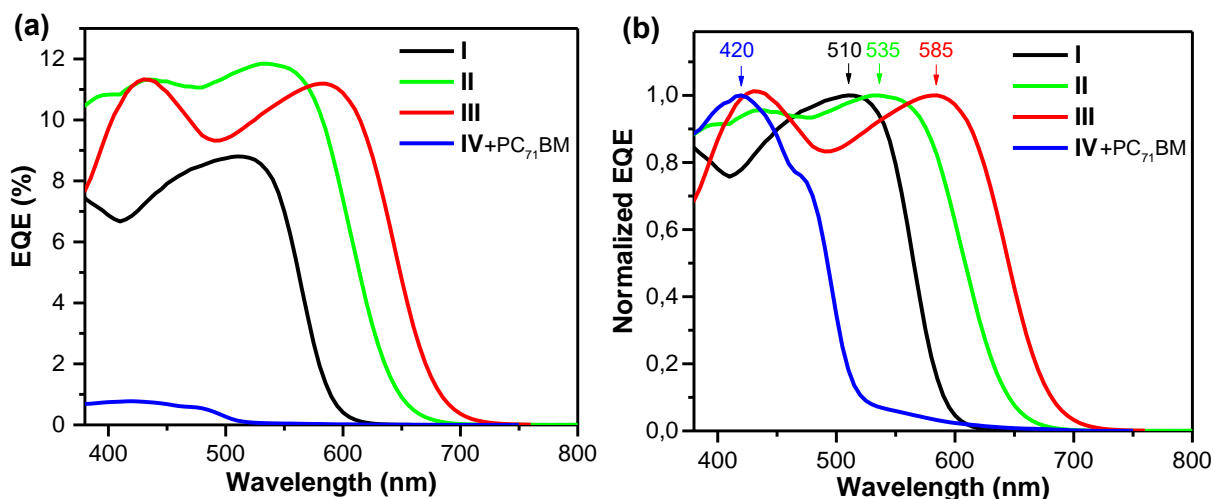 (a)
EQE (%)
12
10
8
6
4
2
0
400 500 600 700 800
Wavelength (nm)
I
II
III
IV+PC71BM
(b)
Normalized EQE
1,0
0,8
0,6
0,4
0,2
0,0
400 500 600 700 800
Wavelength (nm)
420 510 535 585
I
II
III
IV+PC71BM